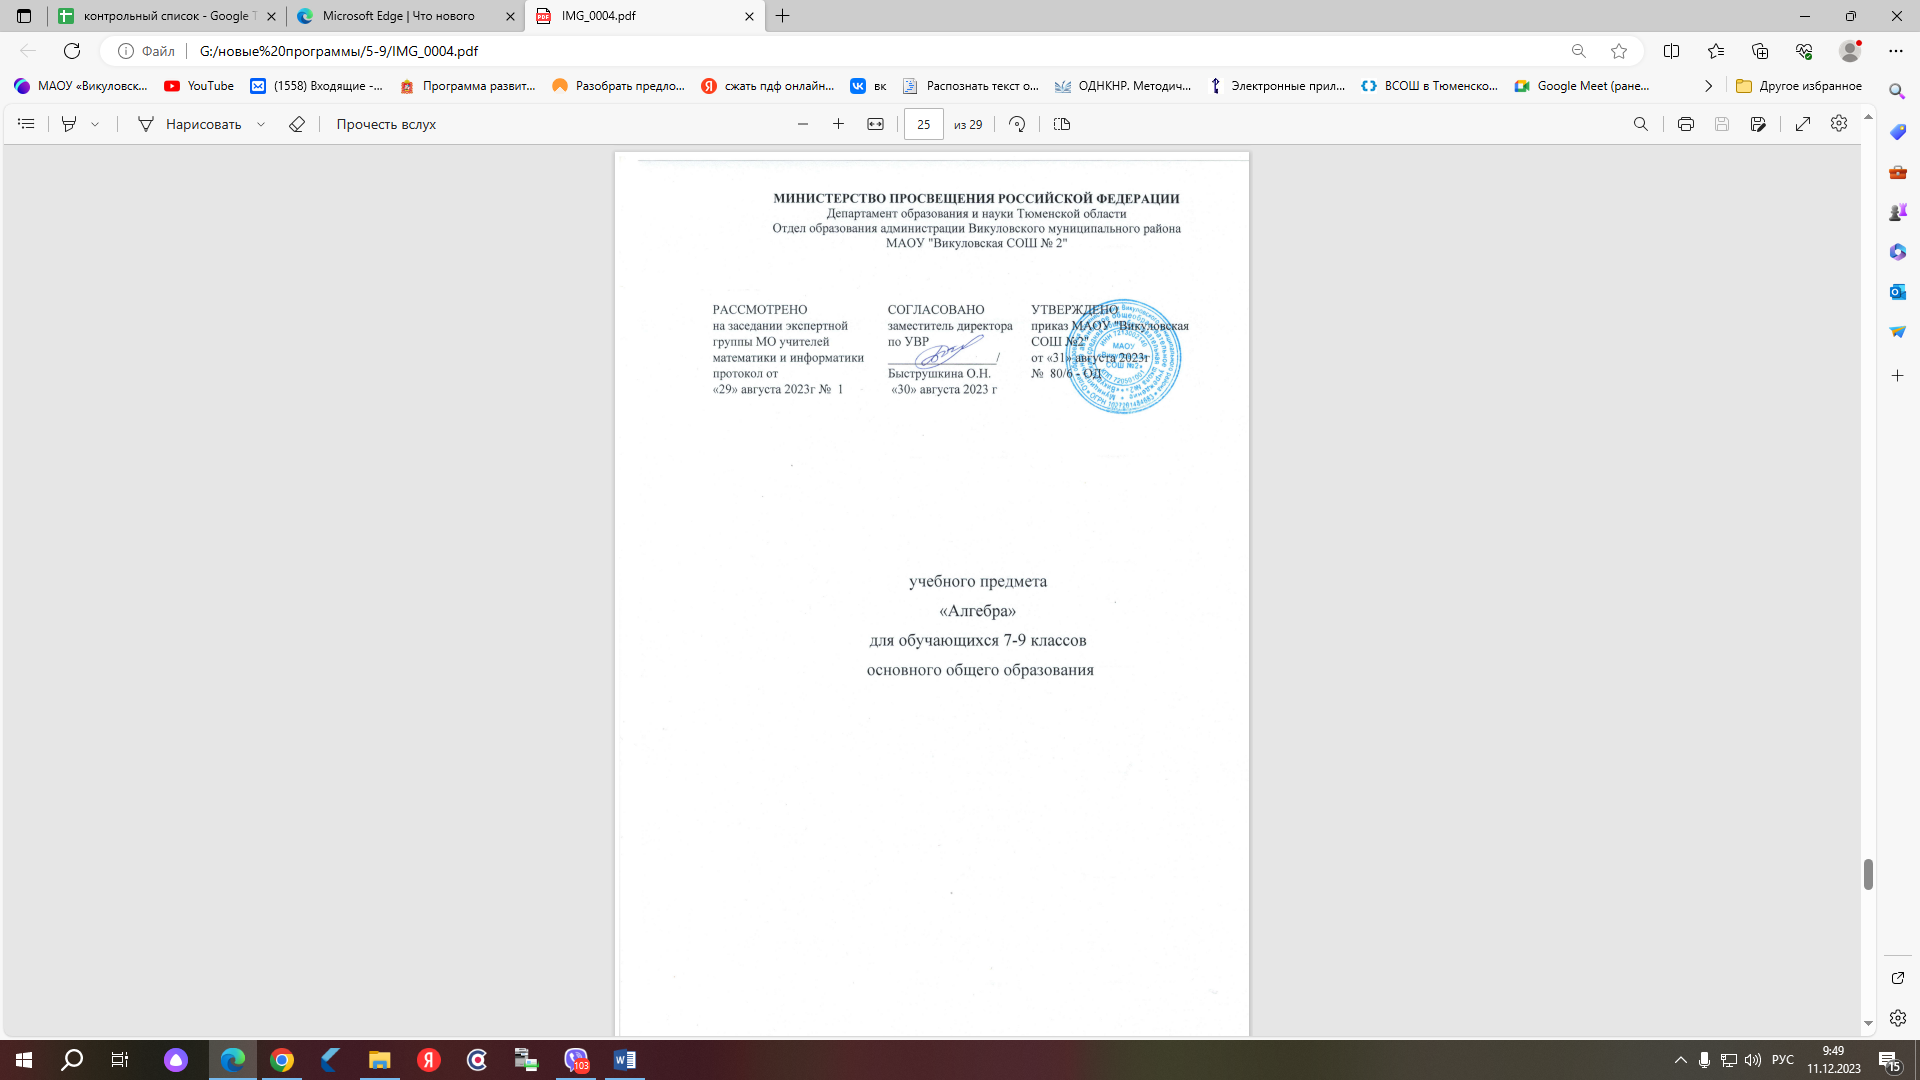 контрольный список - Google Т
Microsoft Edge | Что нового
IMG_0004.pdf
Файл
G:/новые%20программы/5-9/IMG_0004.pdf
МАОУ «Викуловск...
YouTube
(1558) Входящие -...
Программа развит...
Разобрать предло...
сжать пдф онлайн...
вк
Распознать текст о...
ОДНКНР. Методич...
Электронные прил...
ВСОШ в Тюменско...
Google Meet (ране...
Другое избранное
Нарисовать
Прочесть вслух
25
из 29
МИНИСТЕРСТВО ПРОСВЕЩЕНИЯ РОССИЙСКОЙ ФЕДЕРАЦИИ
Департамент образования и науки Тюменской области
Отдел образования администрации Викуловского муниципального района
МАОУ "Викуловская СОШ № 2"
РАССМОТРЕНО
на заседании экспертной
группы МО учителей
математики и информатики
протокол от
«29» августа 2023г № 1
СОГЛАСОВАНО
заместитель директора
по УВР
/
Быструшкина О.Н.
«30» августа 2023 г
УТВЕРЖДЕНО
приказ МАОУ "Викуловская
СОШ №2"
от «31» августа 2023г
№ 80/6 - ОД
МАОУ
«Викуловская
СОШ №2»
учебного предмета
«Алгебра»
для обучающихся 7-9 классов
основного общего образования
103
РУС
9:49
11.12.2023
15